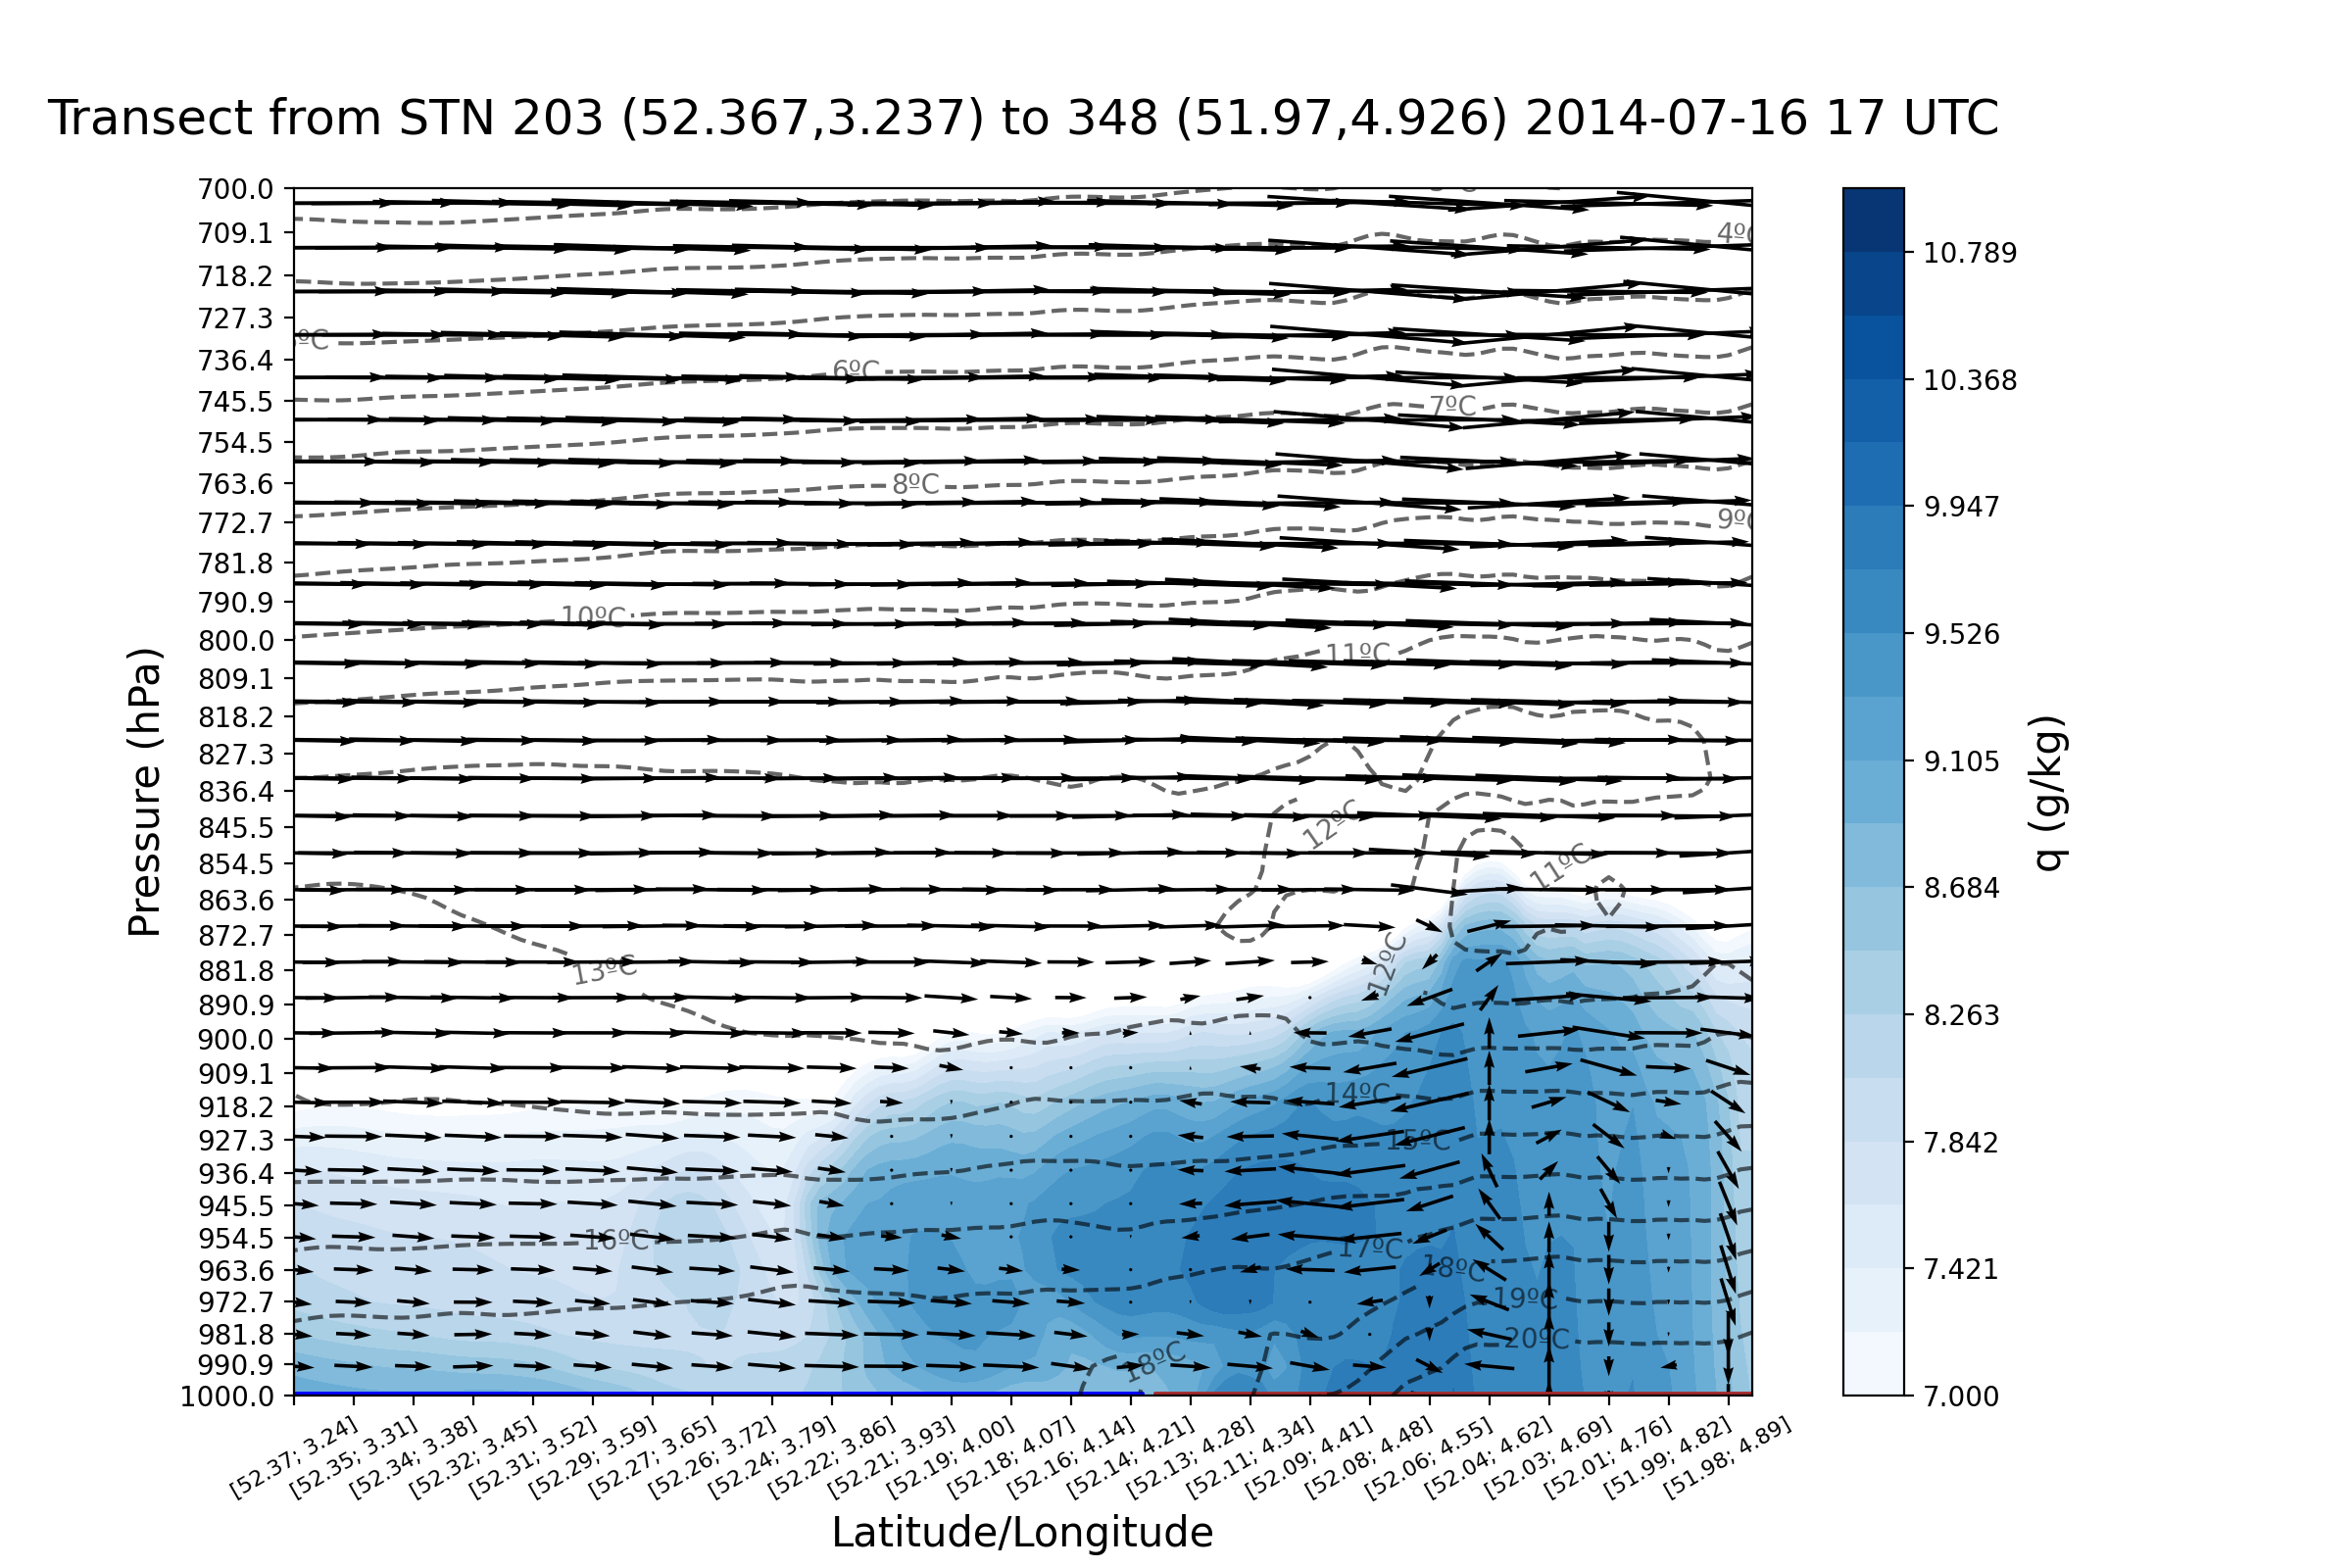 Transect from STN 203 (52.367,3.237) to 348 (51.97,4.926) 2014-07-16 17 UTC
Pressure (hPa)
700.0
709.1
718.2
727.3
736.4
745.5
754.5
763.6
772.7
781.8
790.9
800.0
809.1
818.2
827.3
836.4
845.5
854.5
863.6
872.7
881.8
890.9
900.0
909.1
918.2
927.3
936.4
945.5
954.5
963.6
972.7
981.8
990.9
1000.0
4º
ºC
6ºC
7ºC
8ºC
9º
10ºC
11ºC
12ºC
11ºC
12ºC
13ºC
14ºC
15ºC
16ºC
17ºC
18ºC
19ºC
20ºC
18ºC
[52.37; 3.24]
[52.35; 3.31]
[52.34; 3.38]
[52.32; 3.45]
[52.31; 3.52]
[52.29; 3.59]
[52.27; 3.65]
[52.26; 3.72]
[52.24; 3.79]
[52.22; 3.86]
[52.21; 3.93]
[52.19; 4.00]
[52.18; 4.07]
[52.16; 4.14]
[52.14; 4.21]
[52.13; 4.28]
[52.11; 4.34]
[52.09; 4.41]
[52.08; 4.48]
[52.06; 4.55]
[52.04; 4.62]
[52.03; 4.69]
[52.01; 4.76]
[51.99; 4.82]
[51.98; 4.89]
Latitude/Longitude
10.789
10.368
9.947
9.526
9.105
8.684
8.263
7.842
7.421
7.000
q (g/kg)